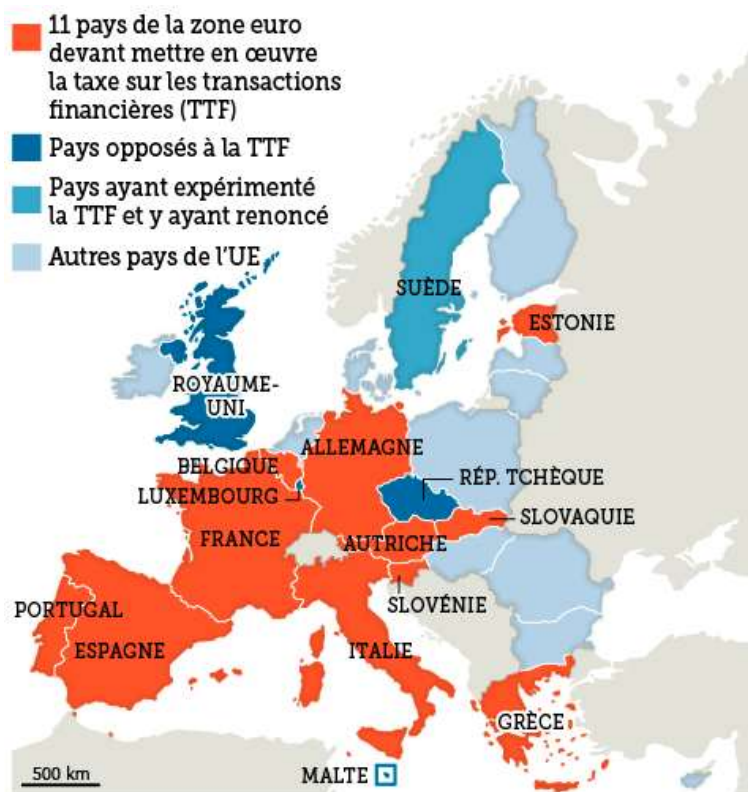 11 pays de la zone euro
devant mettre en œuvre
la taxe sur les transactions
financières (TTF)
Pays opposés à la TTF
Pays ayant expérimenté
la TTF et y ayant renoncé
Autres pays de l'UE
SUÈDE
ESTONIE
ROYAUME-
UNI
ALLEMAGNE
BELGIQUE
RÉP. TCHÈQUE
LUXEMBOURG
SLOVAQUIE
FRANCE
AUTRICHE
SLOVÉNIE
PORTUGAL
ESPAGNE
ITALIE
GRÈCE
500 km
MALTE